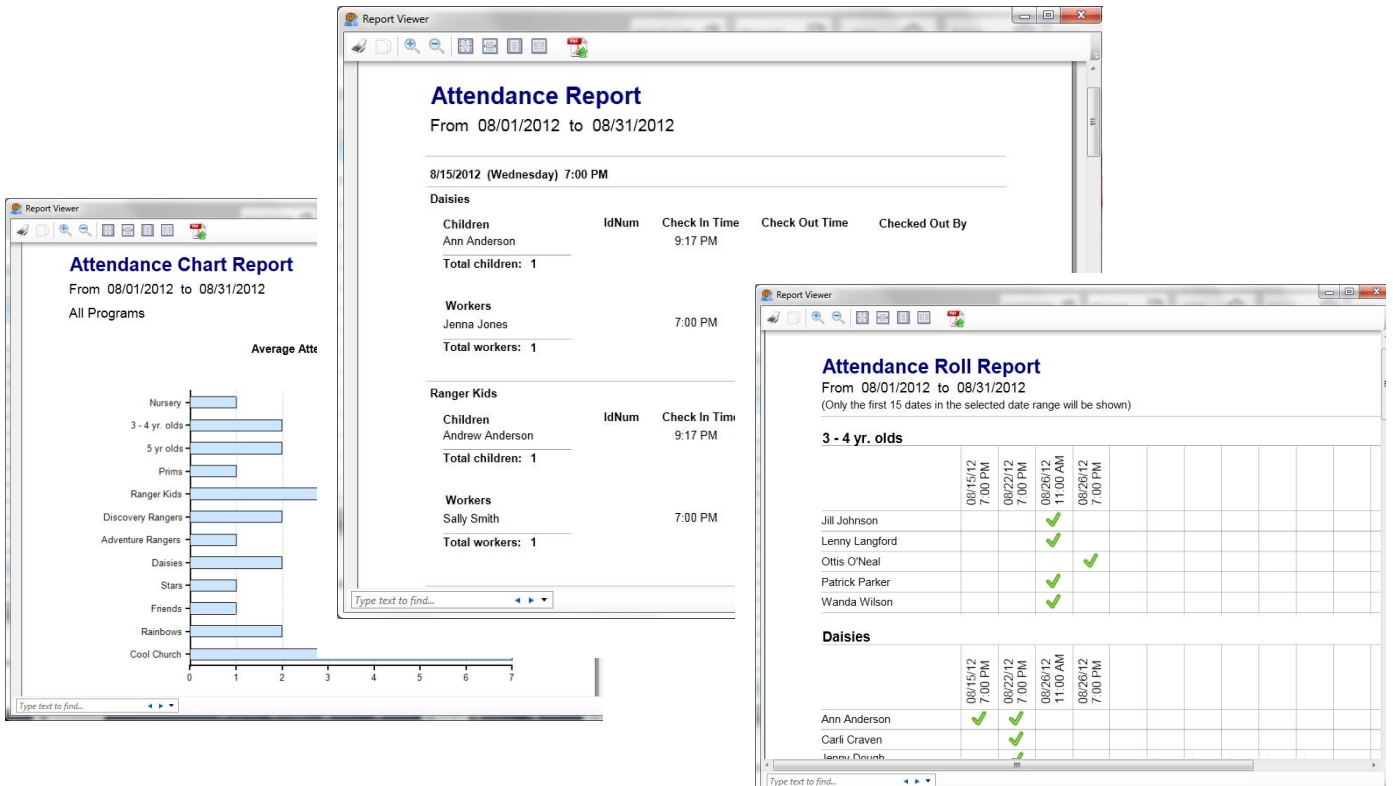 Report Viewer
Attendance Report
From 08/01/2012 to 08/31/2012
8/15/2012 (Wednesday) 7:00 PM
Daisies
Children IdNum Check In Time Check Out Time Checked Out By
Ann Anderson 9:17 PM
Total children: 1
Workers
Jenna Jones 7:00 PM
Total workers: 1
Ranger Kids
Children IdNum Check In Time
Andrew Anderson 9:17 PM
Total children: 1
Workers
Sally Smith 7:00 PM
Total workers: 1
Type text to find...
Report Viewer
Attendance Chart Report
From 08/01/2012 to 08/31/2012
All Programs
Average Atte
Nursery
3 - 4 yr. olds
5 yr olds
Prims
Ranger Kids
Discovery Rangers
Adventure Rangers
Daisies
Stars
Friends
Rainbows
Cool Church
0 1 2 3 4 5 6 7
Type text to find...
Report Viewer
Attendance Roll Report
From 08/01/2012 to 08/31/2012
(Only the first 15 dates in the selected date range will be shown)
3 - 4 yr. olds
08/15/12 7:00 PM
08/22/12 7:00 PM
08/26/12 11:00 AM
08/26/12 7:00 PM
Jill Johnson
Lenny Langford
Ottis O'Neal
Patrick Parker
Wanda Wilson
Daisies
08/15/12 7:00 PM
08/22/12 7:00 PM
08/26/12 11:00 AM
08/26/12 7:00 PM
Ann Anderson
Carli Craven
Jenny Dough
Type text to find...